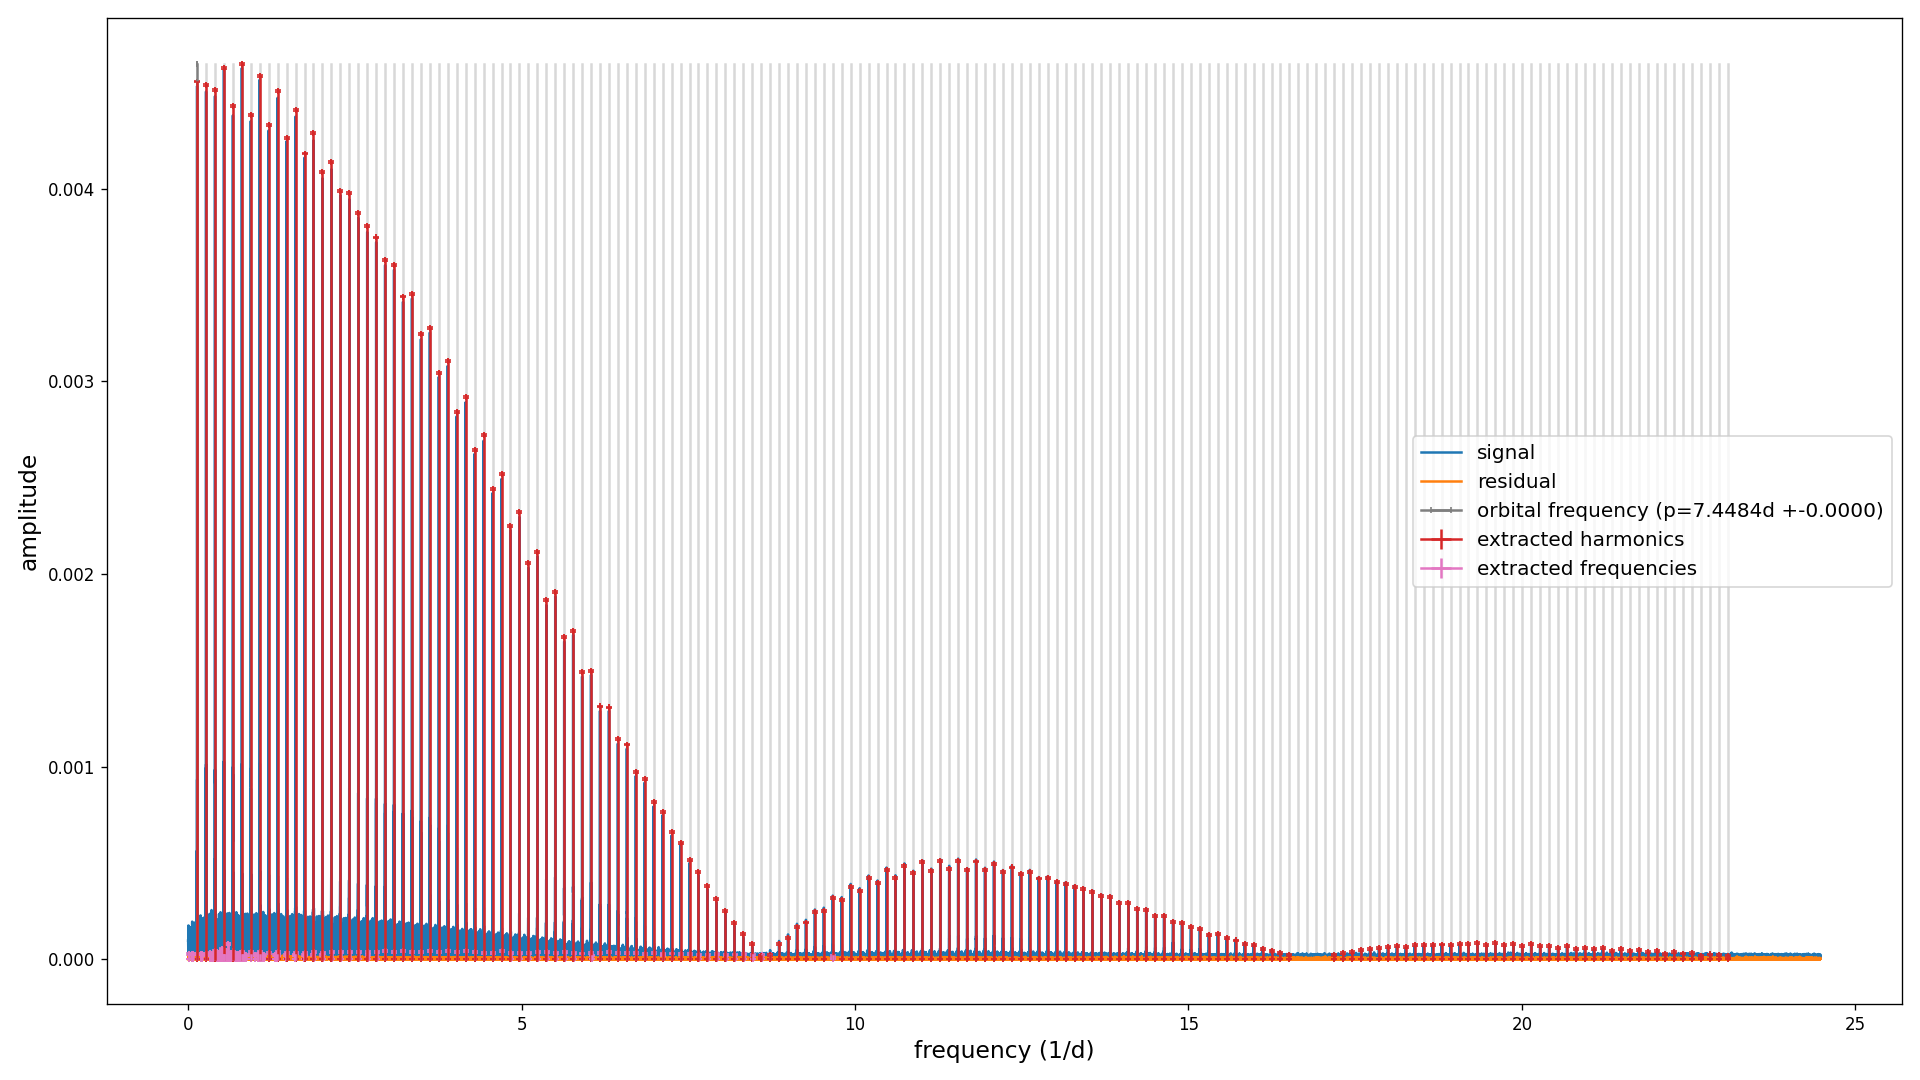 amplitude
0.004
0.003
0.002
0.001
0.000
signal
residual
orbital frequency (p=7.4484d +-0.0000)
extracted harmonics
extracted frequencies
0 5 10 15 20 25
frequency (1/d)